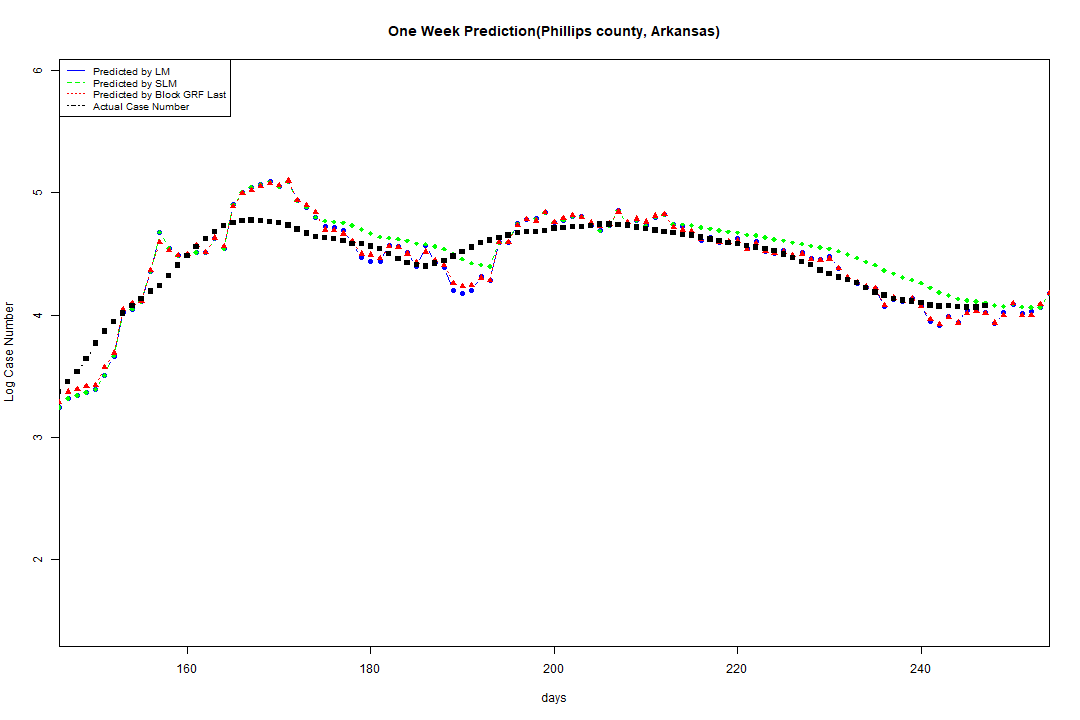 One Week Prediction(Phillips county, Arkansas)
Predicted by LM
Predicted by SLM
Predicted by Block GRF Last
Actual Case Number
6
5
4
3
2
Log Case Number
160
180
200
220
240
days